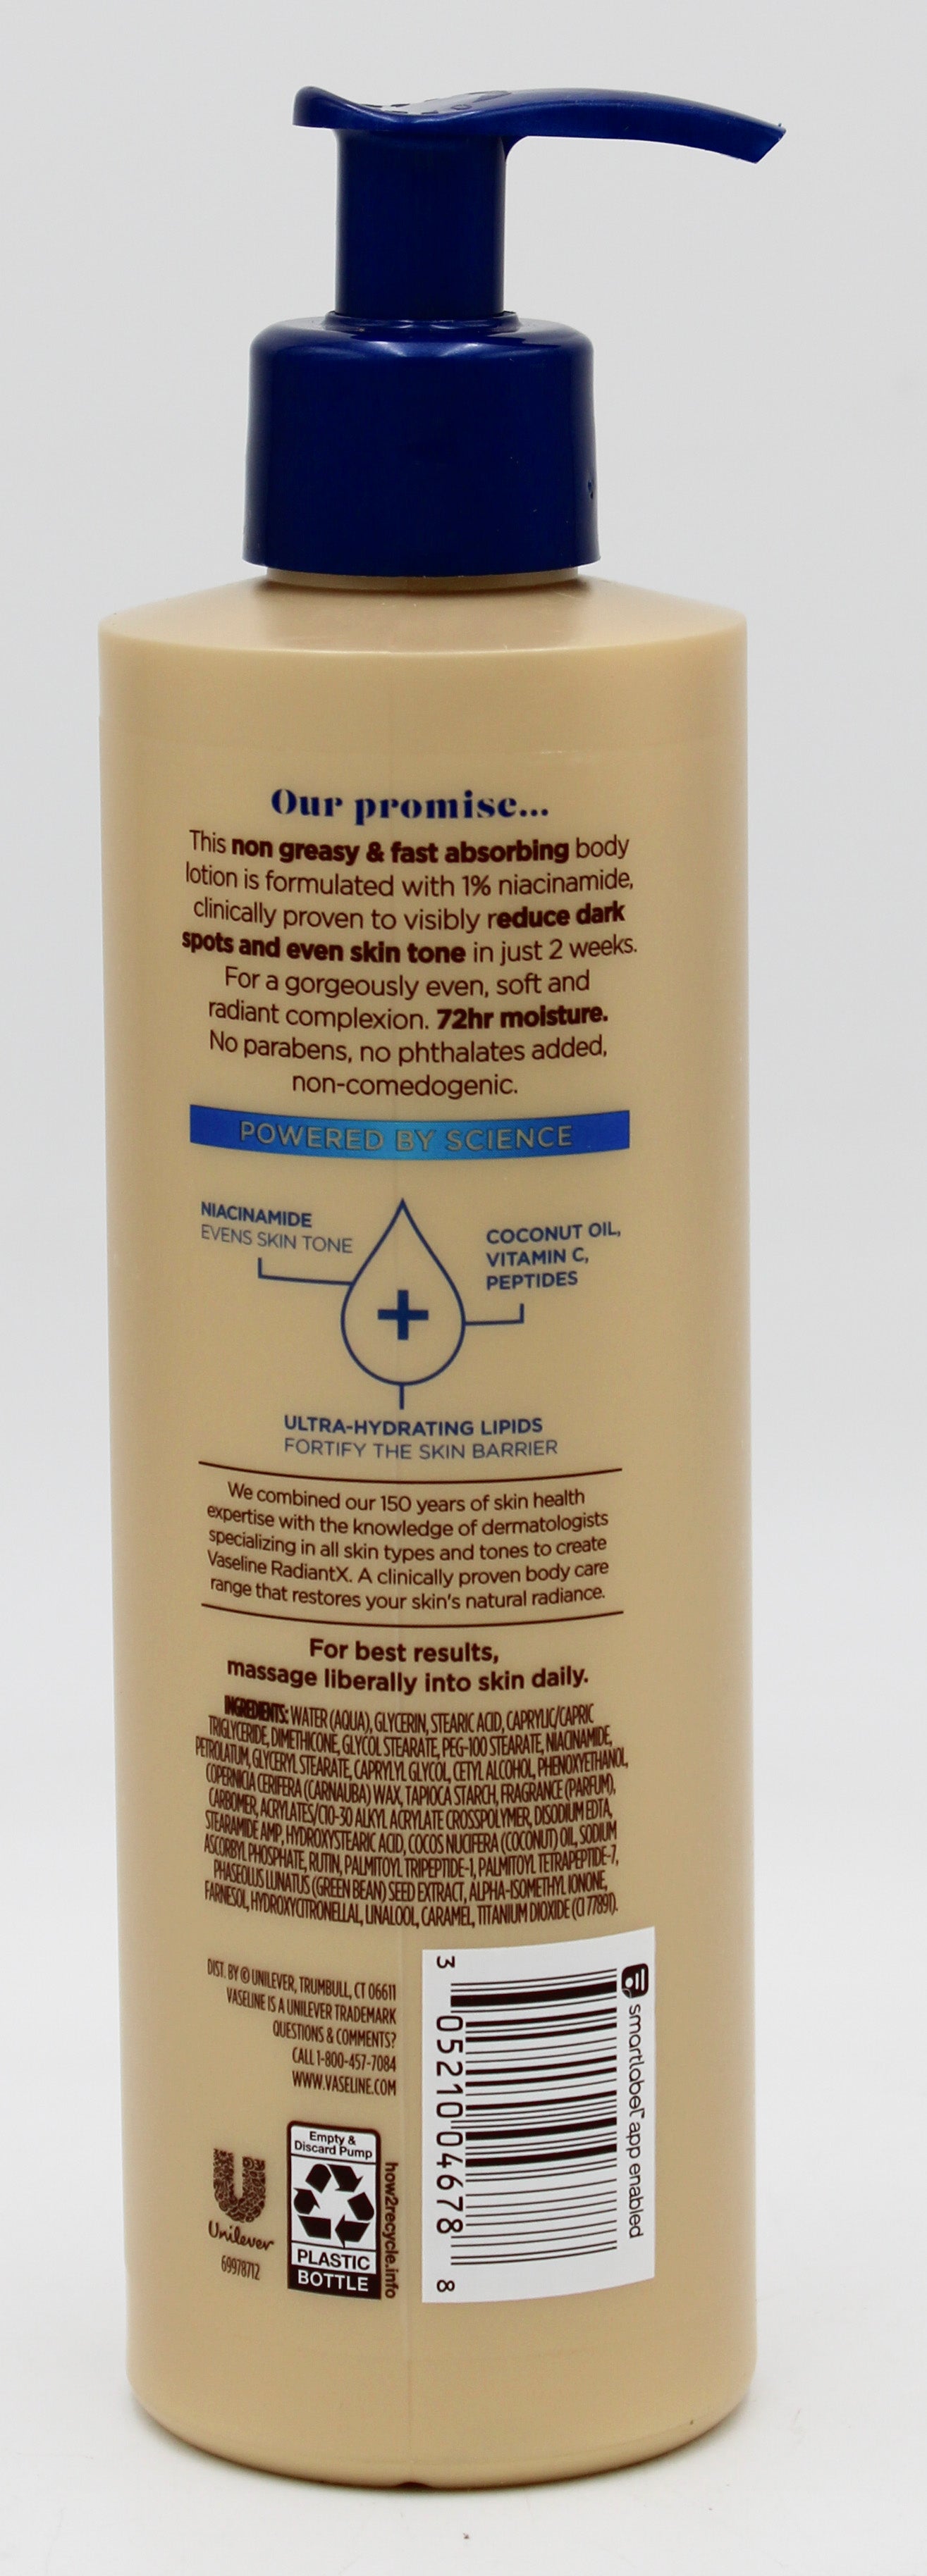 Our promise...
This non greasy & fast absorbing body
lotion is formulated with 1% niacinamide,
clinically proven to visibly reduce dark
spots and even skin tone in just 2 weeks.
For a gorgeously even, soft and
radiant complexion. 72hr moisture.
No parabens, no phthalates added,
non-comedogenic.
POWERED BY SCIENCE
NIACINAMIDE
EVENS SKIN TONE
COCONUT OIL,
VITAMIN C,
PEPTIDES
+
ULTRA-HYDRATING LIPIDS
FORTIFY THE SKIN BARRIER
We combined our 150 years of skin health
expertise with the knowledge of dermatologists
specializing in all skin types and tones to create
Vaseline RadiantX. A clinically proven body care
range that restores your skin's natural radiance.
For best results,
massage liberally into skin daily.
INGREDIENTS: WATER (AQUA), GLYCERIN, STEARIC ACID, CAPRYLIC/CAPRIC
TRIGLYCERIDE, DIMETHICONE, GLYCOL STEARATE, PEG-100 STEARATE, NIACINAMIDE,
PETROLATUM, GLYCERYL STEARATE, CAPRYLYL GLYCOL, CETYL ALCOHOL, PHENOXYETHANOL,
COPERNICIA CERIFERA (CARNAUBA) WAX, TAPIOCA STARCH, FRAGRANCE (PARFUM),
CARBOMER, ACRYLATES/C10-30 ALKYL ACRYLATE CROSSPOLYMER, DISODIUM EDTA,
STEARAMIDE AMP, HYDROXYSTEARIC ACID, COCOS NUCIFERA (COCONUT) OIL, SODIUM
ASCORBYL PHOSPHATE, RUTIN, PALMITOYL TRIPEPTIDE-1, PALMITOYL TETRAPEPTIDE-7,
PHASEOLUS LUNATUS (GREEN BEAN) SEED EXTRACT, ALPHA-ISOMETHYL IONONE,
FARNESOL, HYDROXYCITRONELLAL, LINALOOL, CARAMEL, TITANIUM DIOXIDE (CI 77891).
DIST. BY © UNILEVER, TRUMBULL, CT 06611
VASELINE IS A UNILEVER TRADEMARK
QUESTIONS & COMMENTS?
CALL 1-800-457-7084
WWW.VASELINE.COM
Unilever
69978712
Empty &
Discard Pump
PLASTIC
BOTTLE
how2recycle.info
3 05210 04678 8
smartlabel™ app enabled